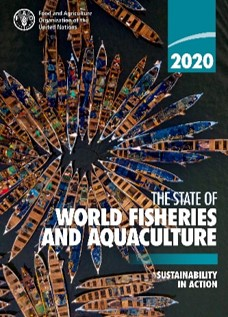 Food and Agriculture
Organization of the
United Nations
2020
THE STATE OF
WORLD FISHERIES
AND AQUACULTURE
SUSTAINABILITY
IN ACTION